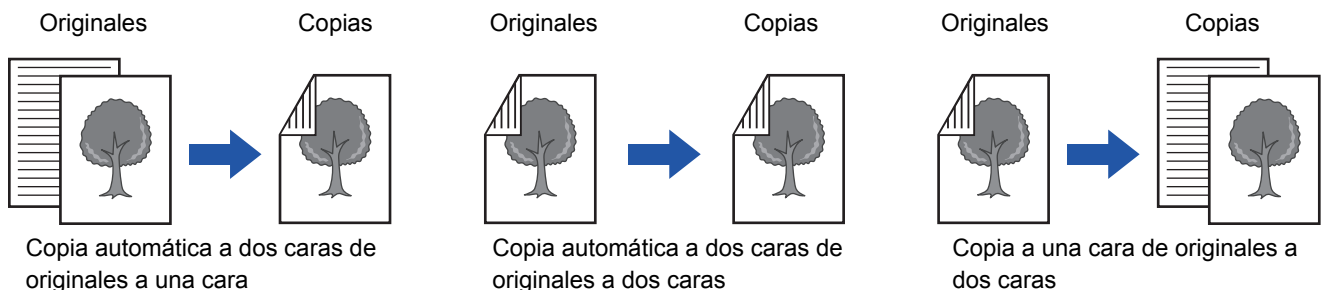 Originales
Copias
Originales
Copias
Originales
Copias
Copia automática a dos caras de
originales a una cara
Copia automática a dos caras de
originales a dos caras
Copia a una cara de originales a
dos caras